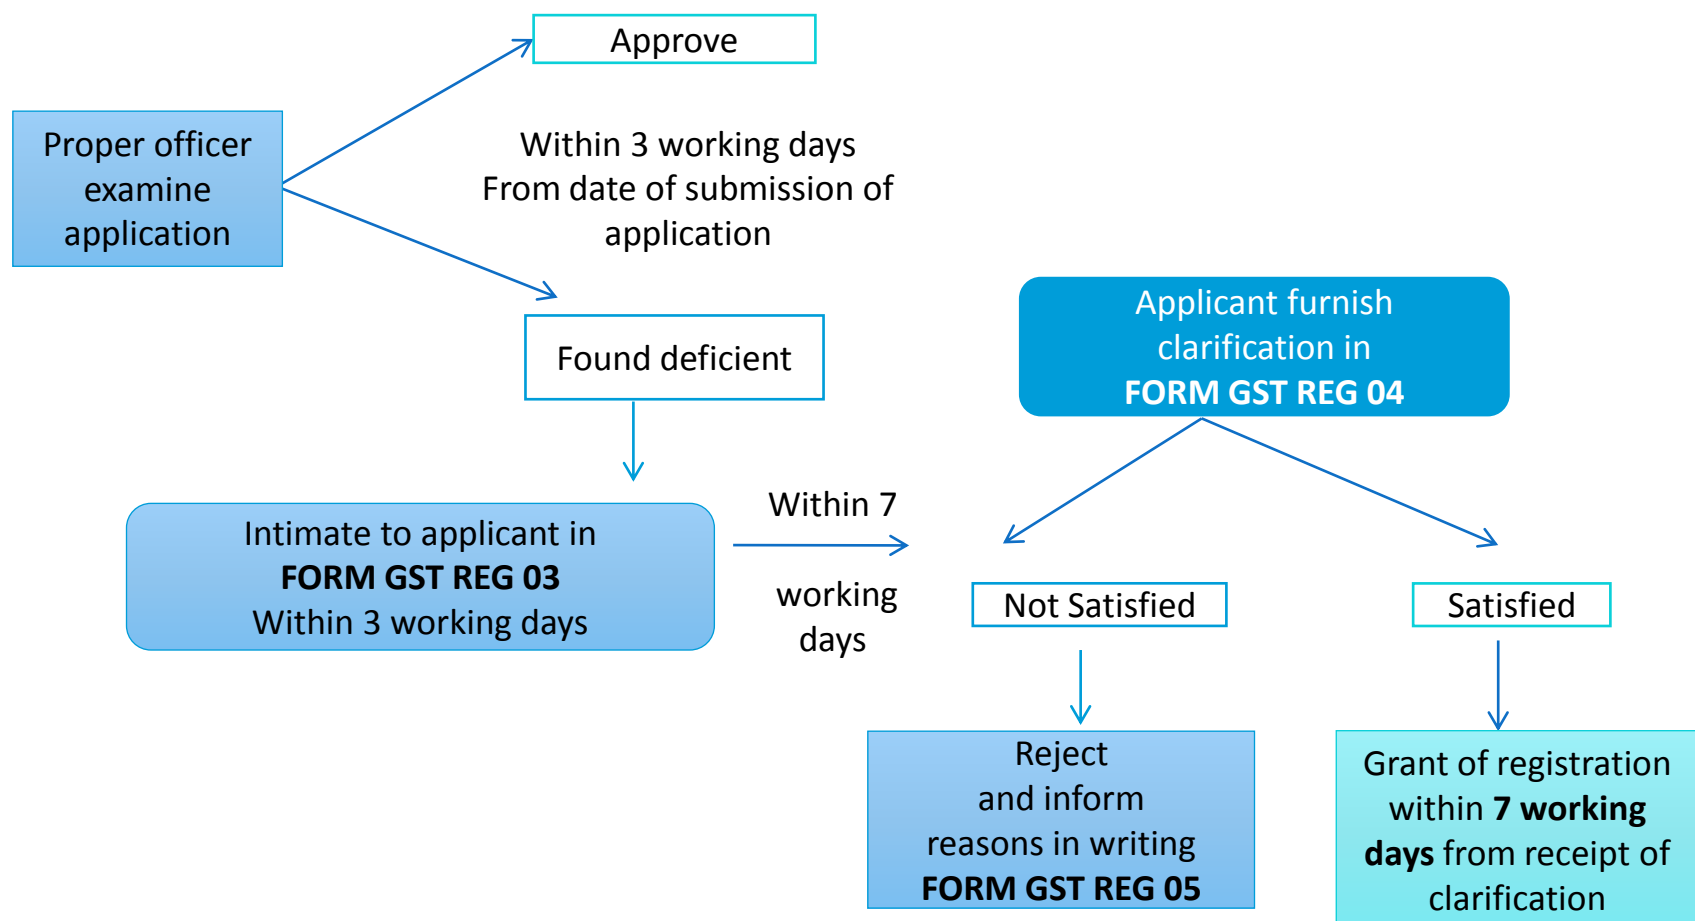 Approve
Proper officer
examine
application
Within 3 working days
From date of submission of
application
Found deficient
Applicant furnish
clarification in
FORM GST REG 04
Intimate to applicant in
FORM GST REG 03
Within 3 working days
Within 7
working
days
Not Satisfied
Satisfied
Reject
and inform
reasons in writing
FORM GST REG 05
Grant of registration
within 7 working
days from receipt of
clarification